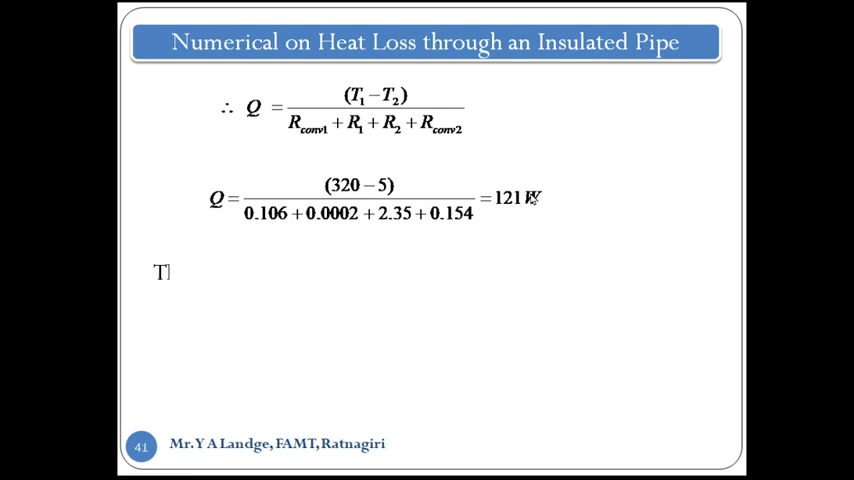 Numerical on Heat Loss through an Insulated Pipe
∴ Q = (T₁ − T₂) / (R_conv1 + R₁ + R₂ + R_conv2)
Q = (320 − 5) / (0.106 + 0.0002 + 2.35 + 0.154) = 121 W
T
41 Mr. Y A Landge, FAMT, Ratnagiri